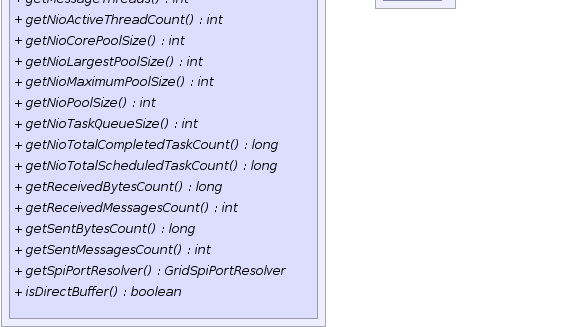 + getMessageThreads() : int
+ getNioActiveThreadCount() : int
+ getNioCorePoolSize() : int
+ getNioLargestPoolSize() : int
+ getNioMaximumPoolSize() : int
+ getNioPoolSize() : int
+ getNioTaskQueueSize() : int
+ getNioTotalCompletedTaskCount() : long
+ getNioTotalScheduledTaskCount() : long
+ getReceivedBytesCount() : long
+ getReceivedMessagesCount() : int
+ getSentBytesCount() : long
+ getSentMessagesCount() : int
+ getSpiPortResolver() : GridSpiPortResolver
+ isDirectBuffer() : boolean